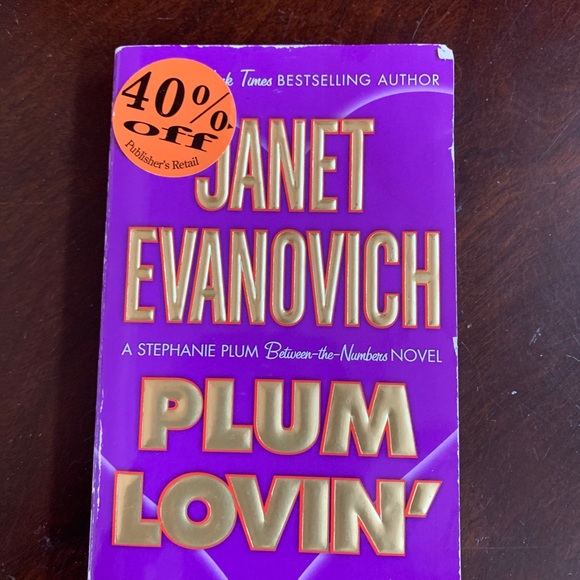 40%
off
Publisher's Retail
Times BESTSELLING AUTHOR
JANET
EVANOVICH
A STEPHANIE PLUM Between-the-Numbers NOVEL
PLUM
LOVIN'